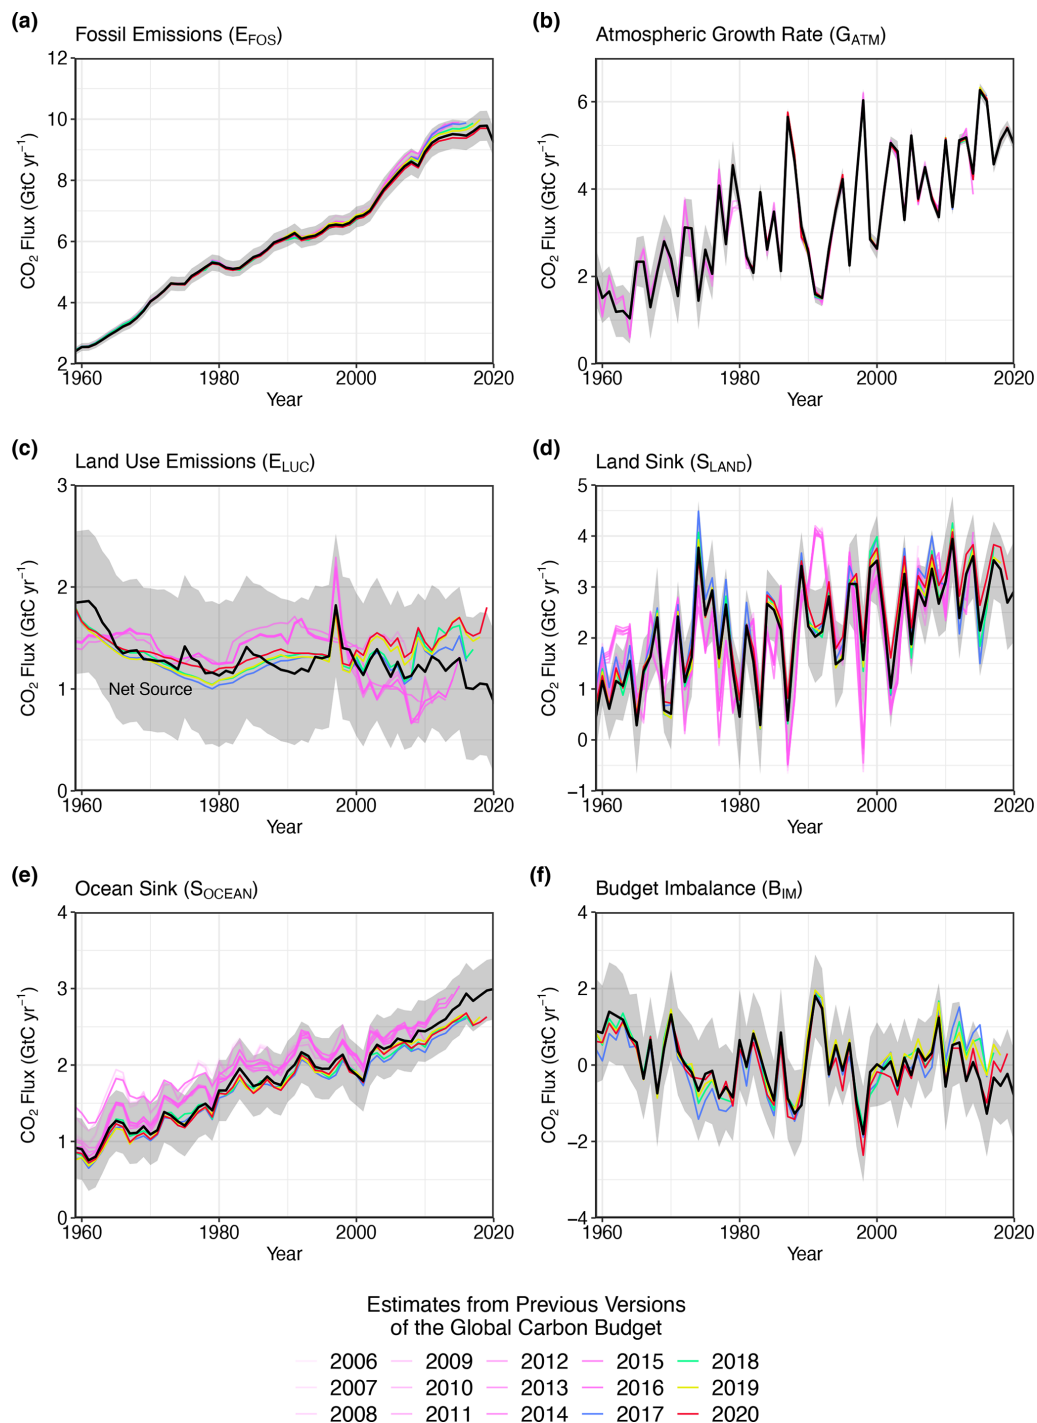 (a)
Fossil Emissions (EFOS)
CO2 Flux (GtC yr−1)
12
10
8
6
4
2
1960 1980 2000 2020
Year
(b)
Atmospheric Growth Rate (GATM)
CO2 Flux (GtC yr−1)
6
4
2
0
1960 1980 2000 2020
Year
(c)
Land Use Emissions (ELUC)
CO2 Flux (GtC yr−1)
3
2
1
0
Net Source
1960 1980 2000 2020
Year
(d)
Land Sink (SLAND)
CO2 Flux (GtC yr−1)
5
4
3
2
1
0
−1
1960 1980 2000 2020
Year
(e)
Ocean Sink (SOCEAN)
CO2 Flux (GtC yr−1)
4
3
2
1
0
1960 1980 2000 2020
Year
(f)
Budget Imbalance (BIM)
CO2 Flux (GtC yr−1)
4
2
0
−2
−4
1960 1980 2000 2020
Year
Estimates from Previous Versions
of the Global Carbon Budget
2006 2009 2012 2015 2018
2007 2010 2013 2016 2019
2008 2011 2014 2017 2020